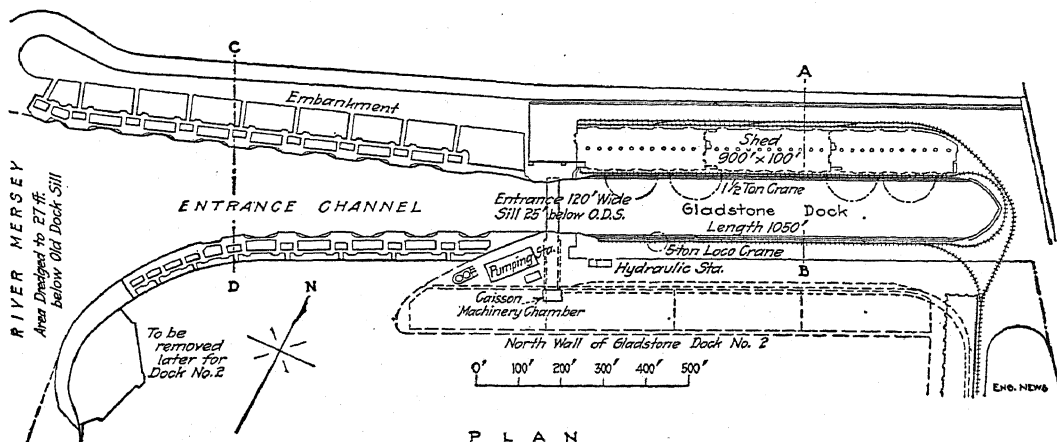 C
A
Embankment
Shed
900' x 100'
RIVER MERSEY
Area Dredged to 27 ft.
below Old Dock Sill
ENTRANCE CHANNEL
Entrance 120' Wide
Sill 25' below O.D.S.
1½ Ton Crane
Gladstone Dock
Length 1050'
5 ton Loco Crane
Pumping Sta.
Hydraulic Sta.
D
N
B
Caisson
Machinery Chamber
To be
removed
later for
Dock No. 2
North Wall of Gladstone Dock No. 2
0' 100' 200' 300' 400' 500'
ENG. NEWS
PLAN